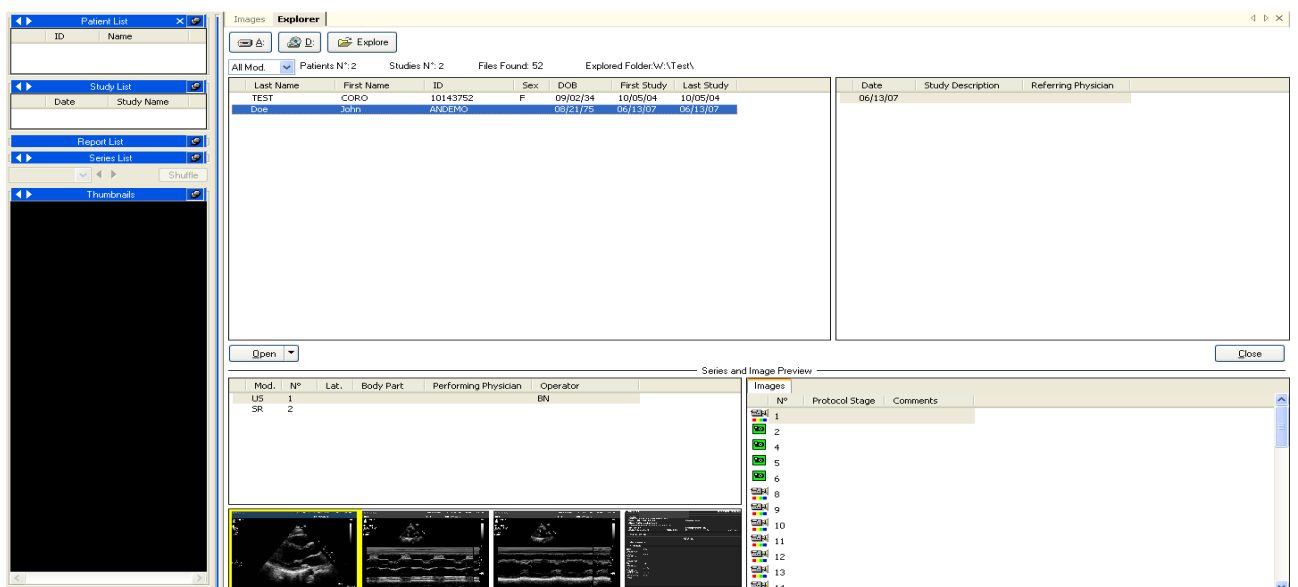 Patient List
ID Name
Study List
Date Study Name
Report List
Series List
Shuffle
Thumbnails
Images Explorer
A: D: Explore
All Mod. Patients N°: 2 Studies N°: 2 Files Found: 52 Explored Folder:W:\Test\
Last Name First Name ID Sex DOB First Study Last Study
TEST CORO 10143752 F 09/02/34 10/05/04 10/05/04
Doe John ANDEMO 08/21/75 06/13/07 06/13/07
Date Study Description Referring Physician
06/13/07
Open Close
Series and Image Preview
Mod. N° Lat. Body Part Performing Physician Operator
US 1 BN
SR 2
Images
N° Protocol Stage Comments
1
2
4
5
6
8
9
10
11
12
13